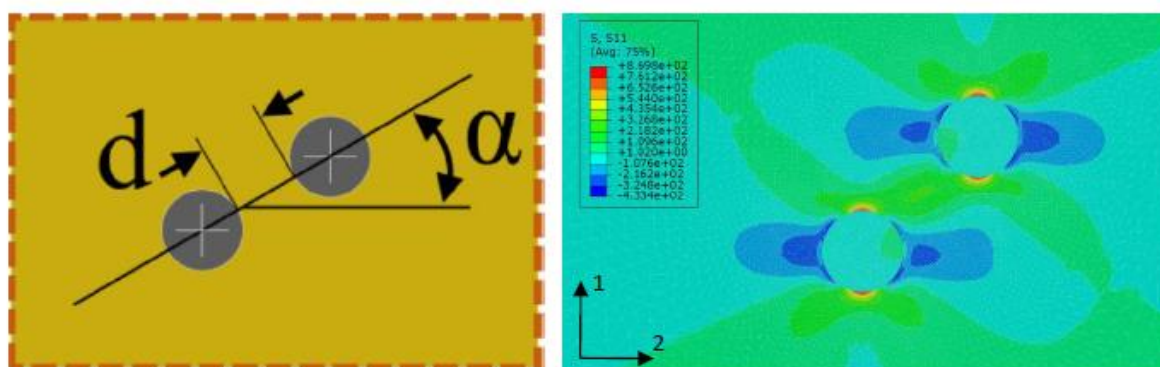 d
α
S, S11
(Avg: 75%)
+8.698e+02
+7.612e+02
+6.526e+02
+5.440e+02
+4.354e+02
+3.268e+02
+2.182e+02
+1.096e+02
+1.020e+00
-1.076e+02
-2.162e+02
-3.248e+02
-4.334e+02
1
2